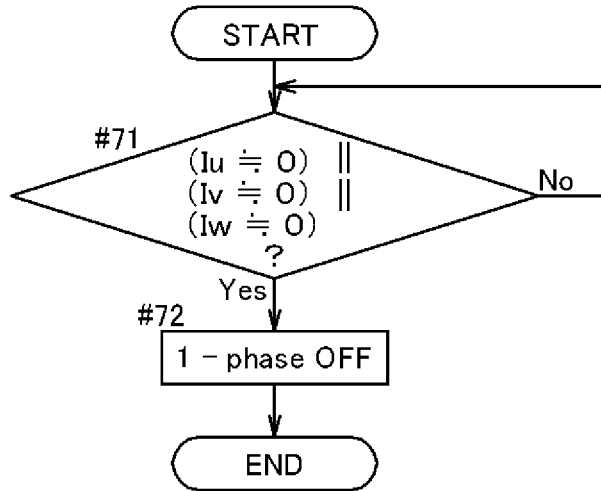 START
#71
(Iu ≒ 0) ||
(Iv ≒ 0) ||
(Iw ≒ 0)
?
No
Yes
#72
1 - phase OFF
END